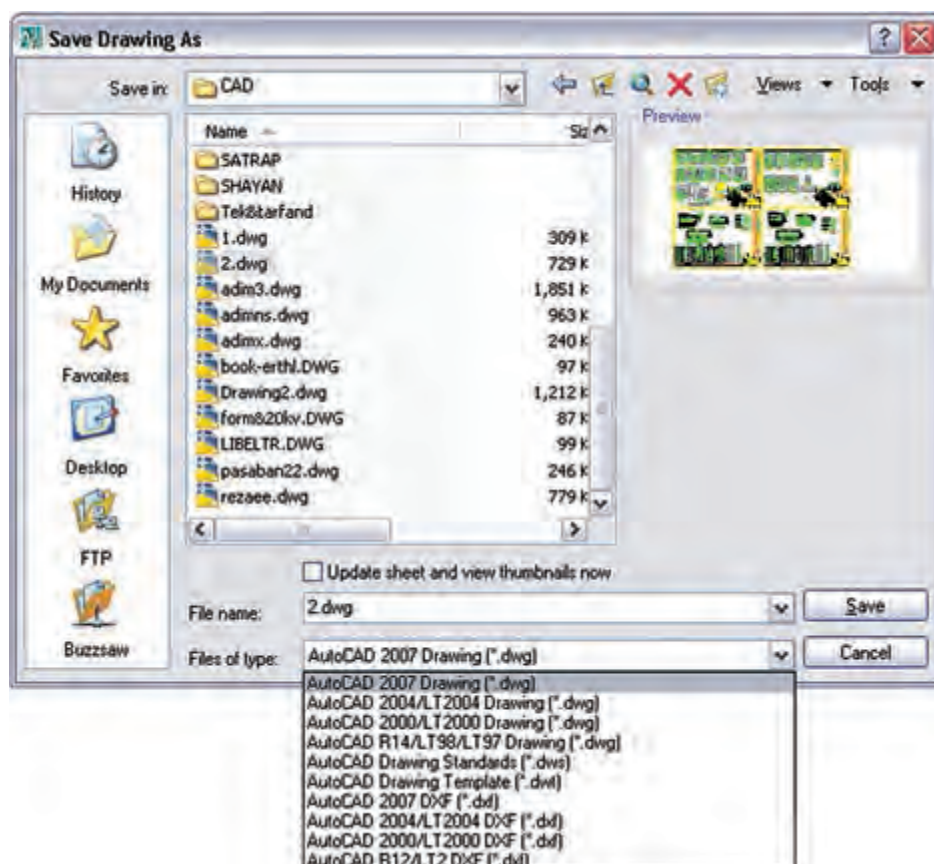 Save Drawing As
Save in:
CAD
Views
Tools
History
My Documents
Favorites
Desktop
FTP
Buzzsaw
Name
Siz
SATRAP
SHAYAN
Tek&tarfand
1.dwg 309 K
2.dwg 729 K
adim3.dwg 1,851 K
adimns.dwg 963 K
adimx.dwg 240 K
book-erthl.DWG 97 K
Drawing2.dwg 1,212 K
form&20kv.DWG 87 K
LIBELTR.DWG 99 K
pasaban22.dwg 246 K
rezaee.dwg 779 K
Preview
Update sheet and view thumbnails now
File name: 2.dwg
Save
Files of type: AutoCAD 2007 Drawing (*.dwg)
Cancel
AutoCAD 2007 Drawing (*.dwg)
AutoCAD 2004/LT2004 Drawing (*.dwg)
AutoCAD 2000/LT2000 Drawing (*.dwg)
AutoCAD R14/LT98/LT97 Drawing (*.dwg)
AutoCAD Drawing Standards (*.dws)
AutoCAD Drawing Template (*.dwt)
AutoCAD 2007 DXF (*.dxf)
AutoCAD 2004/LT2004 DXF (*.dxf)
AutoCAD 2000/LT2000 DXF (*.dxf)
AutoCAD R12/LT2 DXF (*.dxf)